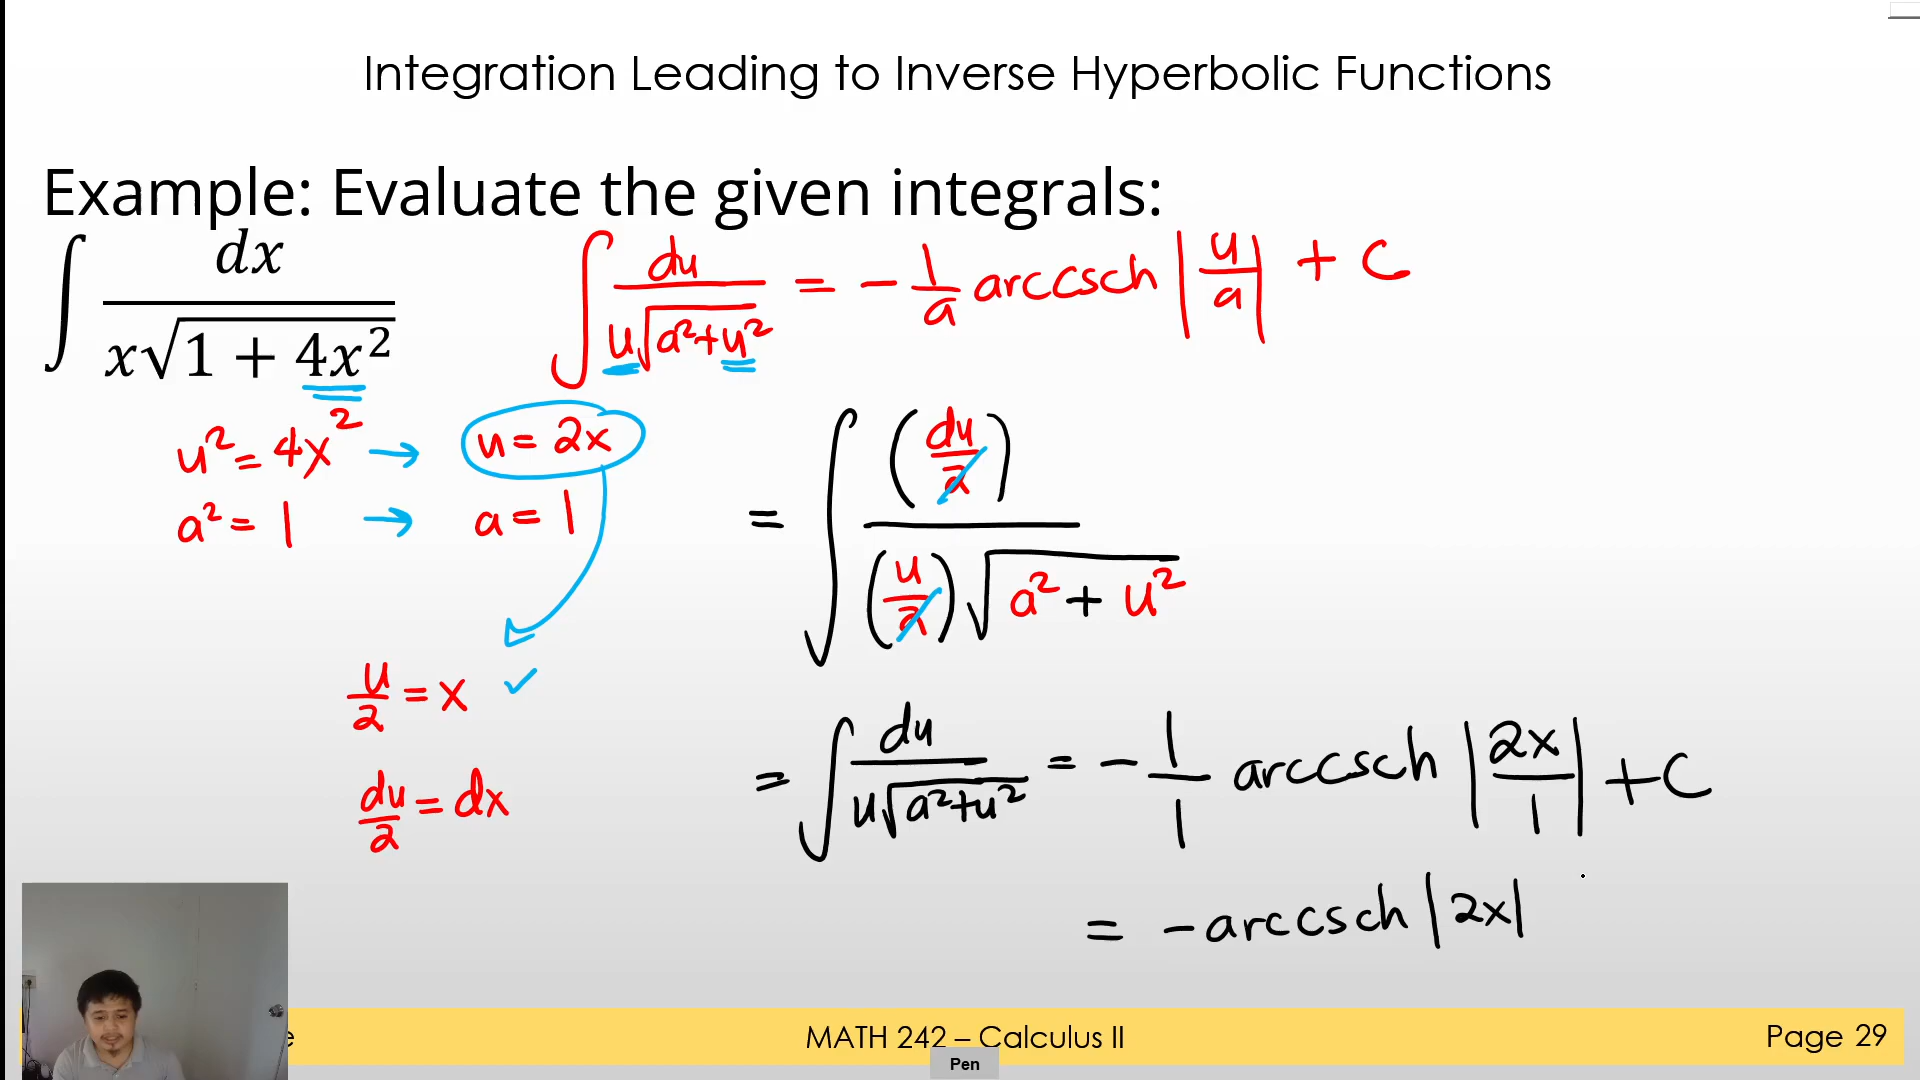 Integration Leading to Inverse Hyperbolic Functions
Example: Evaluate the given integrals:
∫ dx / (x√(1 + 4x²))
∫ du / (u√(a²+u²)) = - 1/a arccsch |u/a| + C
u² = 4x² → u = 2x
a² = 1 → a = 1
= ∫ (du/2) / ((u/2)√(a² + u²))
u/2 = x ✓
du/2 = dx
= ∫ du / (u√(a²+u²)) = - 1/1 arccsch |2x/1| + C
= - arccsch |2x|
e
MATH 242 – Calculus II
Page 29
Pen